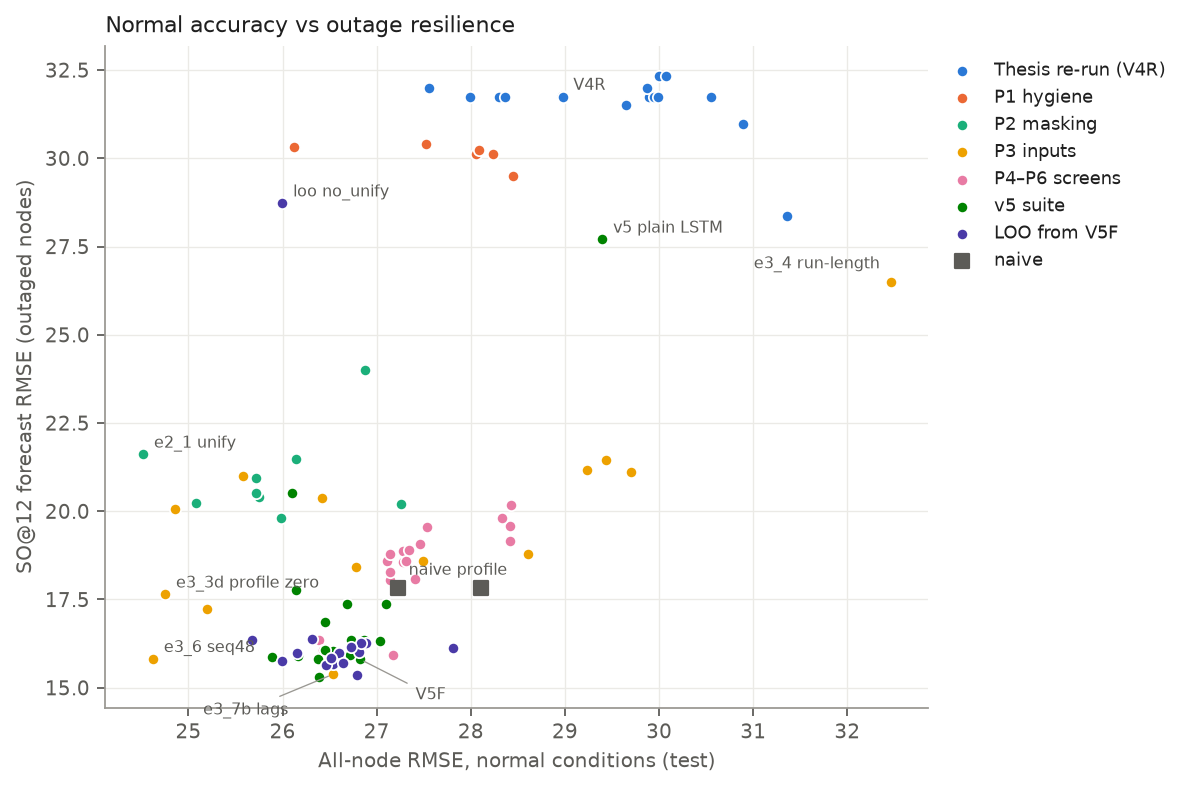 Normal accuracy vs outage resilience
SO@12 forecast RMSE (outaged nodes)
32.5
30.0
27.5
25.0
22.5
20.0
17.5
15.0
V4R
loo no_unify
v5 plain LSTM
e3_4 run-length
e2_1 unify
naive profile
e3_3d profile zero
e3_6 seq48
V5F
e3_7b lags
25 26 27 28 29 30 31 32
All-node RMSE, normal conditions (test)
Thesis re-run (V4R)
P1 hygiene
P2 masking
P3 inputs
P4–P6 screens
v5 suite
LOO from V5F
naive